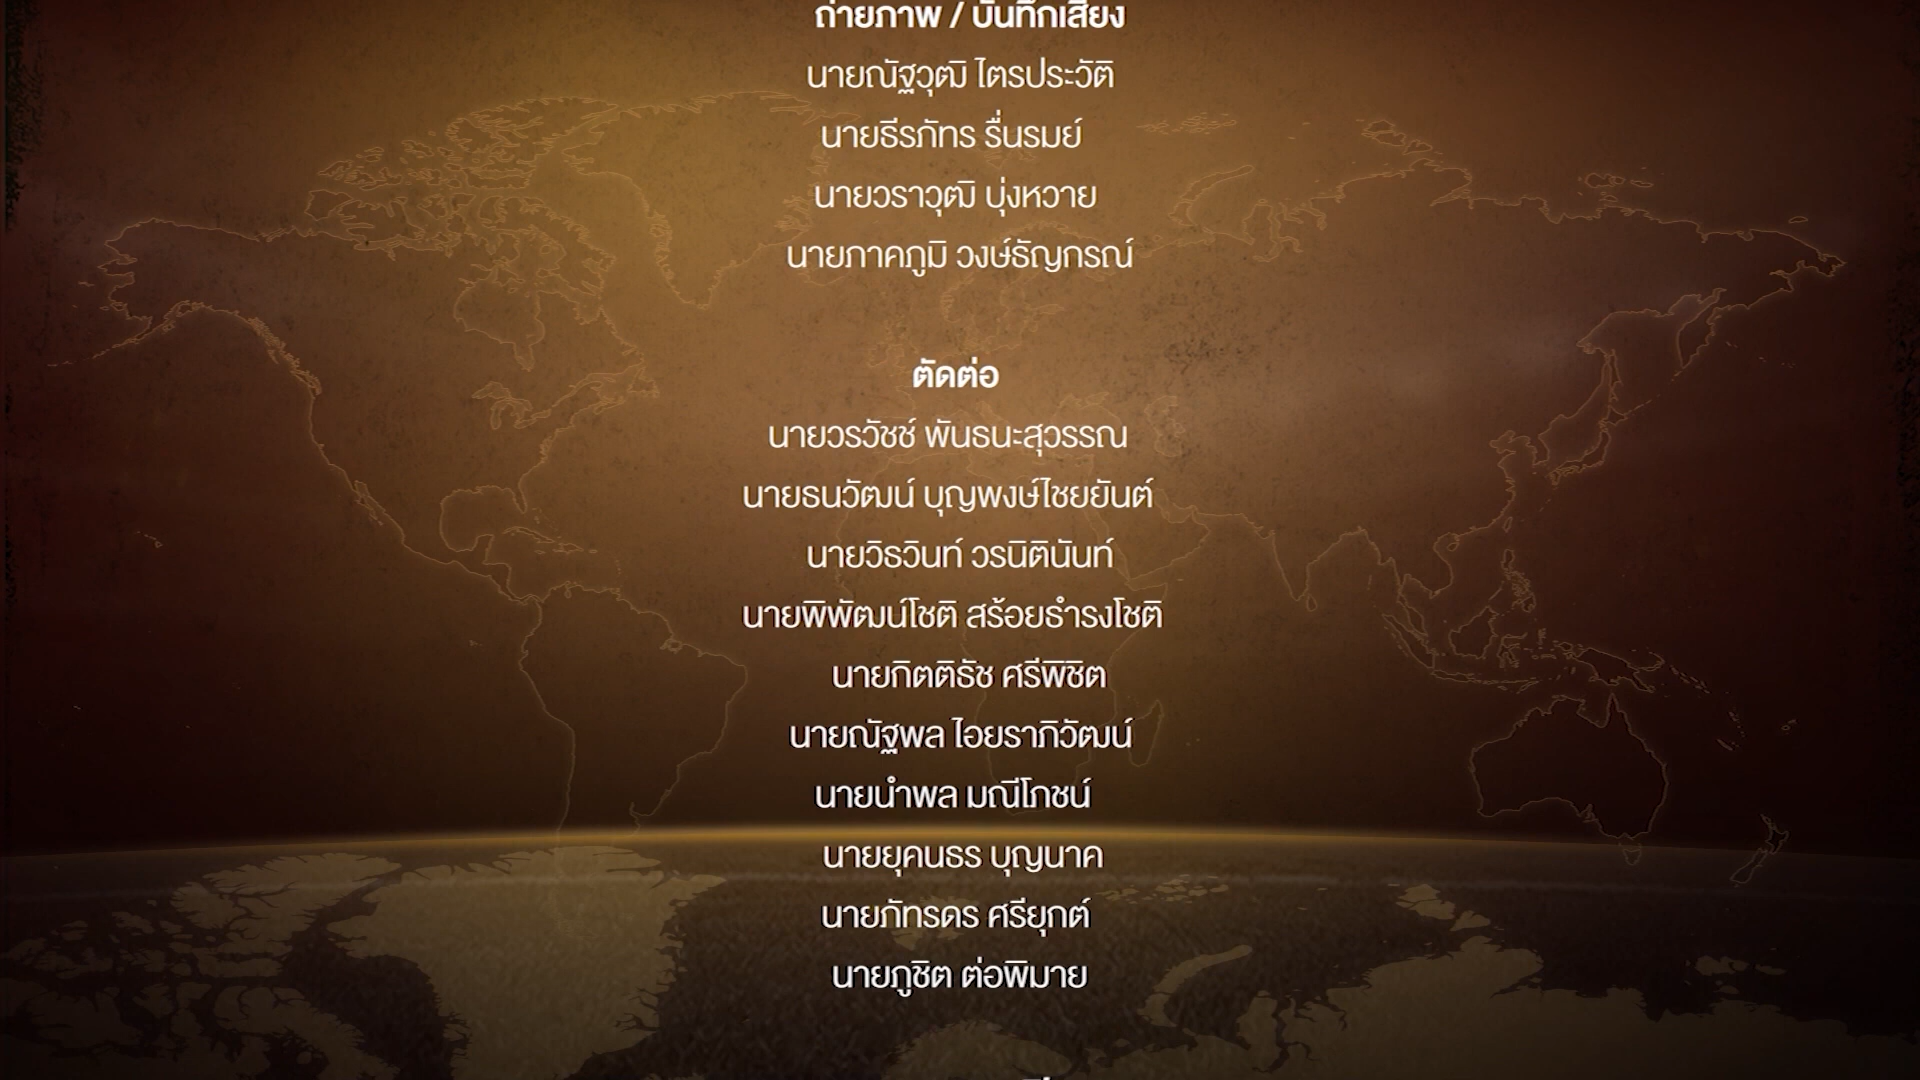 ถ่ายภาพ / บันทึกเสียง
นายณัฐวุฒิ ไตรประวัติ
นายธีรภัทร รื่นรมย์
นายวราวุฒิ บุ่งหวาย
นายภาคภูมิ วงษ์ธัญกรณ์
ตัดต่อ
นายวรวัชช์ พันธนะสุวรรณ
นายธนวัฒน์ บุญพงษ์ไชยยันต์
นายวิธวินท์ วรนิตินันท์
นายพิพัฒน์โชติ สร้อยธำรงโชติ
นายกิตติธัช ศรีพิชิต
นายณัฐพล ไอยราภิวัฒน์
นายนำพล มณีโภชน์
นายยุคนธร บุญนาค
นายภัทรดร ศรียุกต์
นายภูชิต ต่อพิมาย